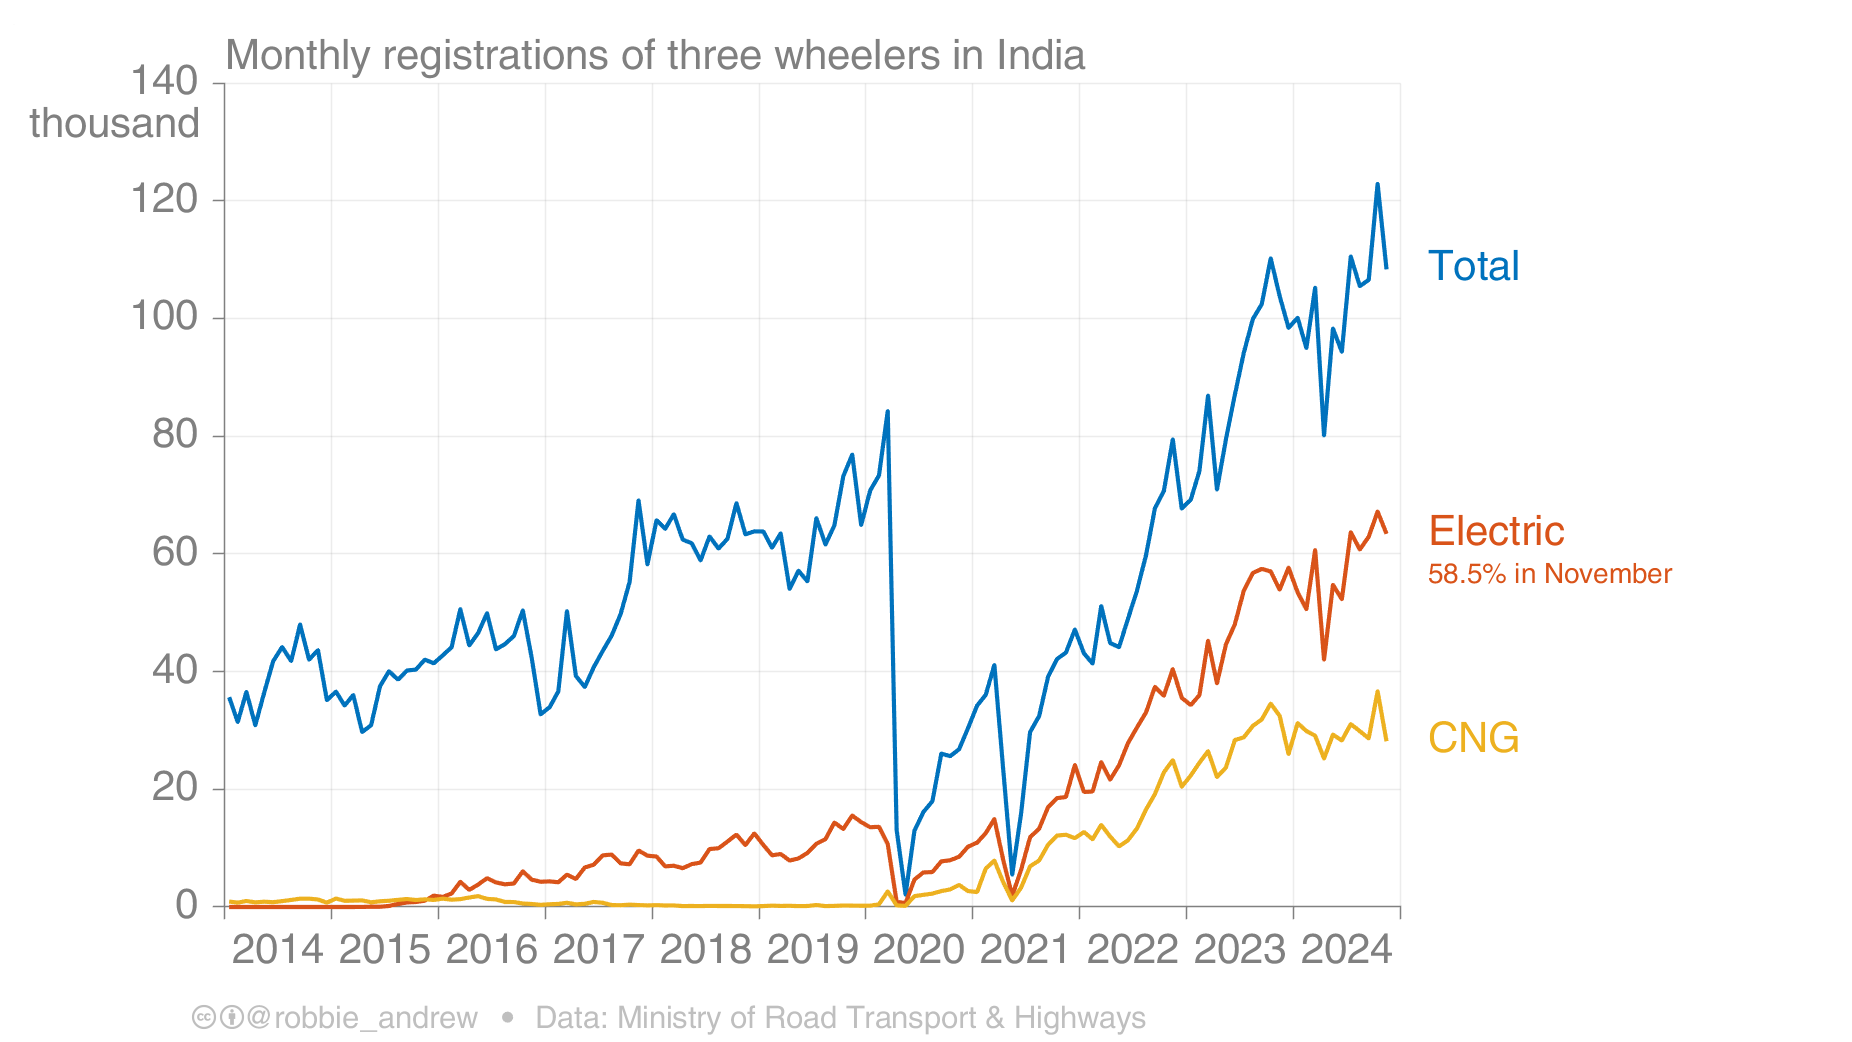 Monthly registrations of three wheelers in India
140
thousand
120
100
80
60
40
20
0
2014 2015 2016 2017 2018 2019 2020 2021 2022 2023 2024
Total
Electric
58.5% in November
CNG
cc @robbie_andrew • Data: Ministry of Road Transport & Highways